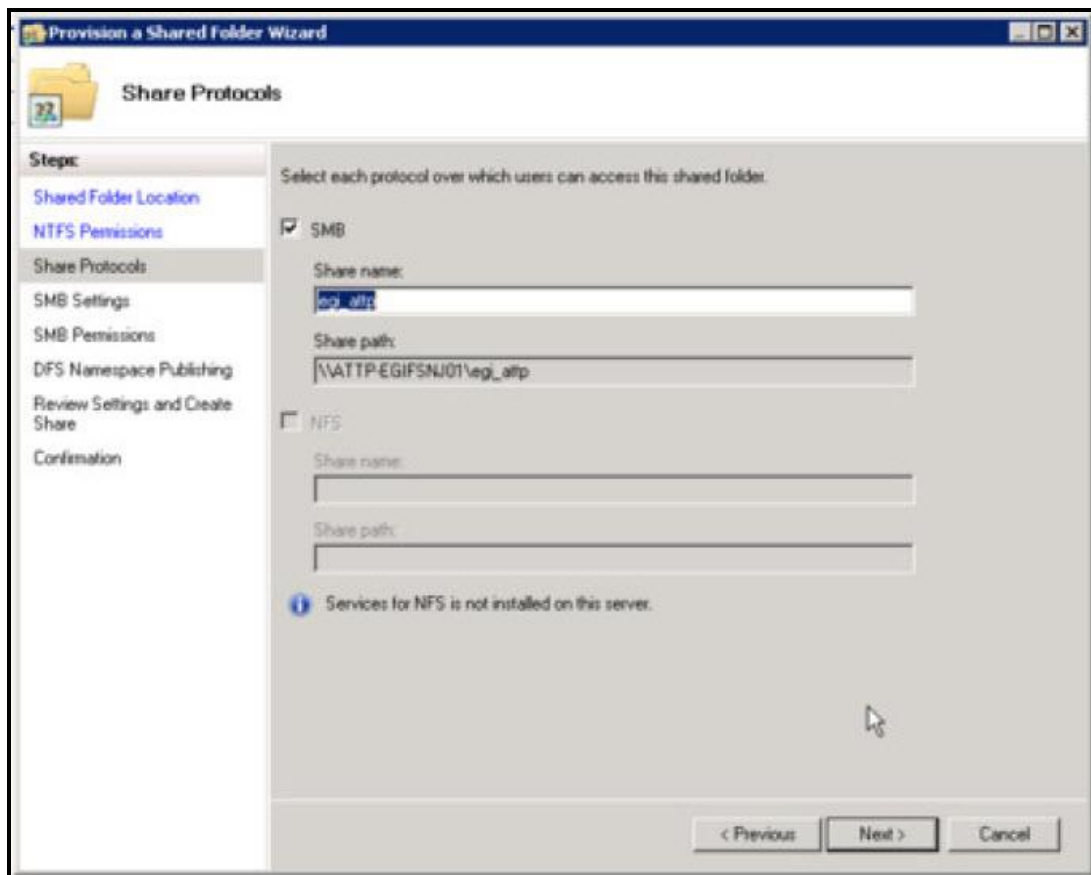 Provision a Shared Folder Wizard
Share Protocols
Steps:
Shared Folder Location
NTFS Permissions
Share Protocols
SMB Settings
SMB Permissions
DFS Namespace Publishing
Review Settings and Create
Share
Confirmation
Select each protocol over which users can access this shared folder.
SMB
Share name:
egi_attp
Share path:
\\ATTP-EGIFSNJ01\egi_attp
NFS
Share name:
Share path:
Services for NFS is not installed on this server.
< Previous
Next >
Cancel